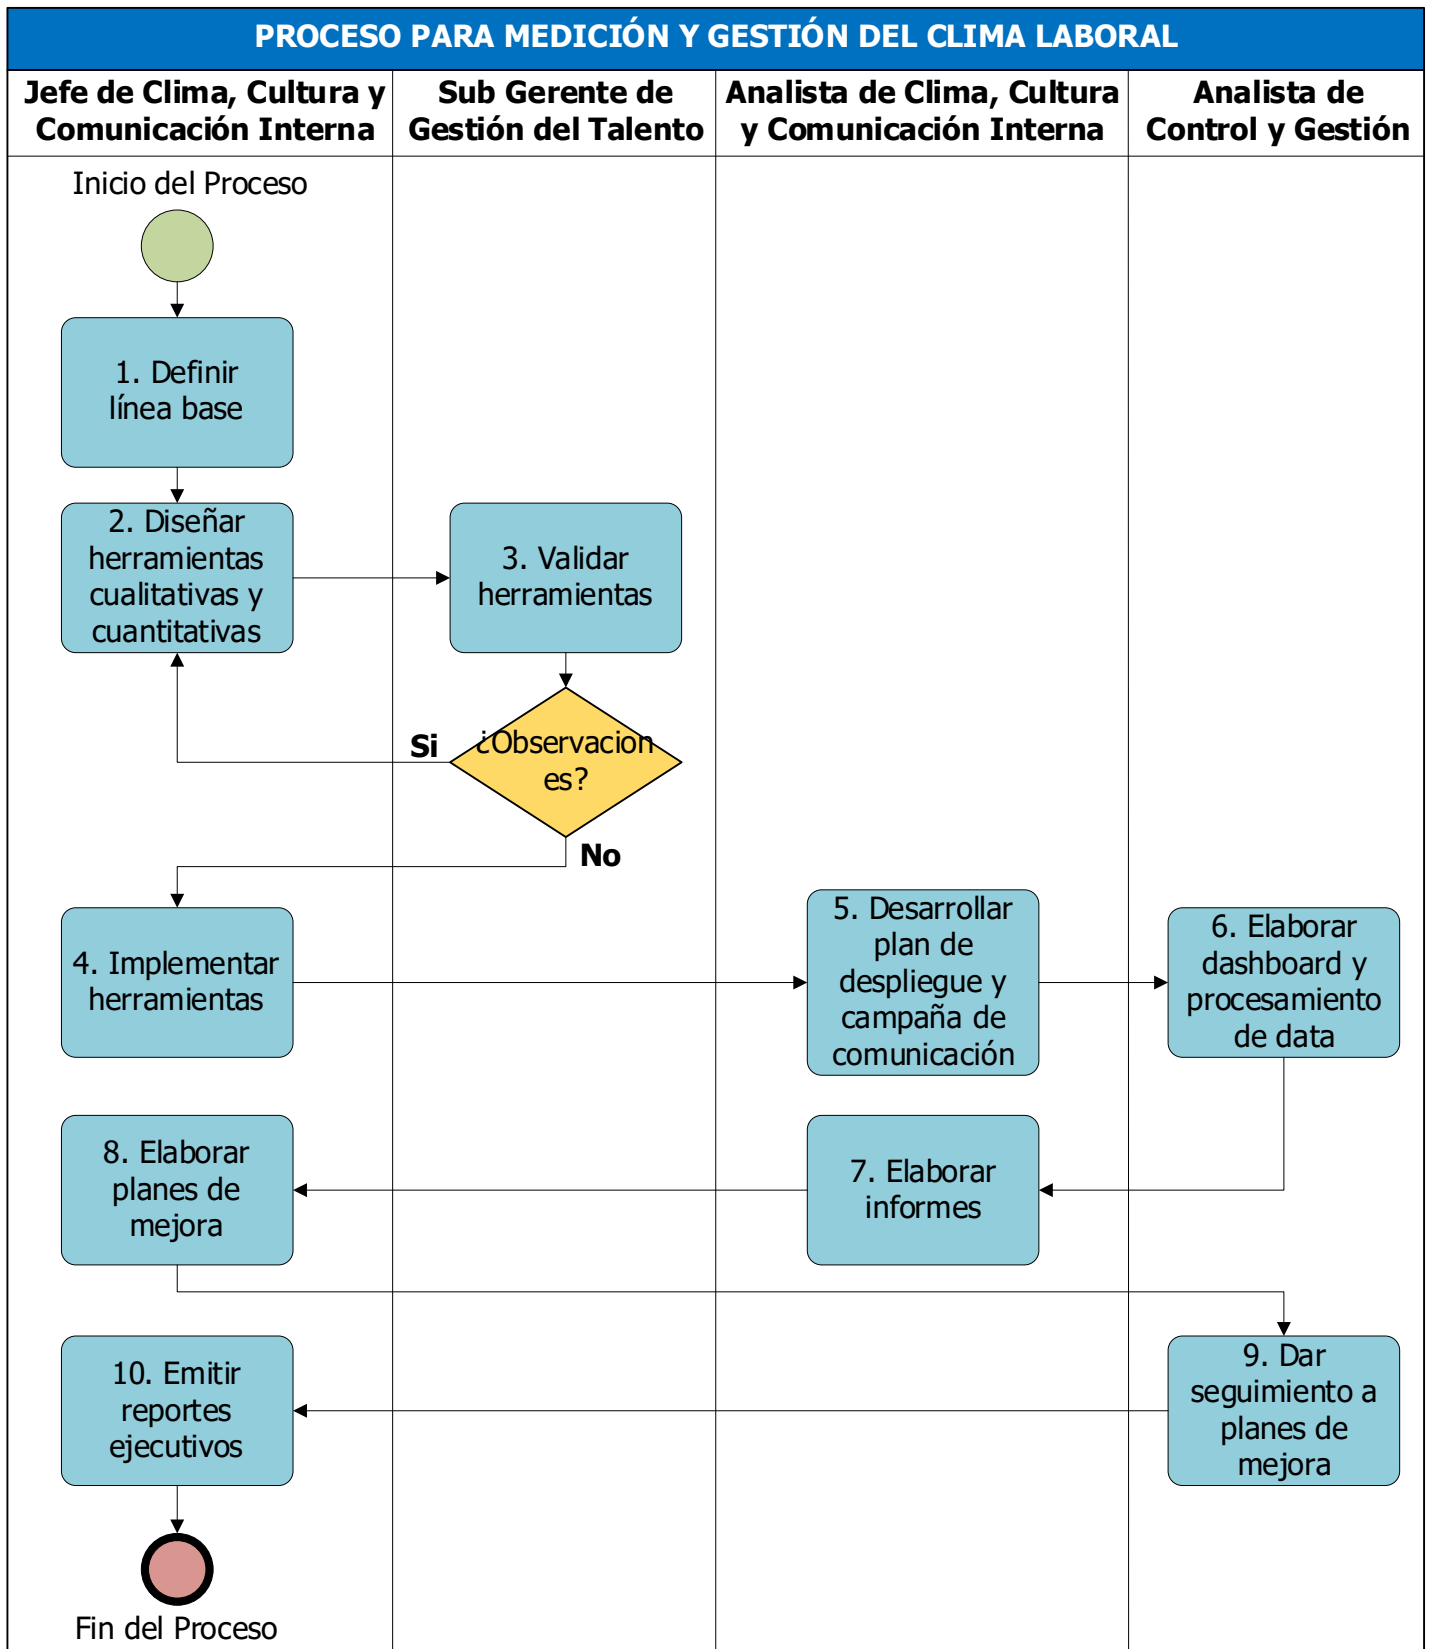 PROCESO PARA MEDICIÓN Y GESTIÓN DEL CLIMA LABORAL
Jefe de Clima, Cultura y
Comunicación Interna
Sub Gerente de
Gestión del Talento
Analista de Clima, Cultura
y Comunicación Interna
Analista de
Control y Gestión
Inicio del Proceso
1. Definir
línea base
2. Diseñar
herramientas
cualitativas y
cuantitativas
3. Validar
herramientas
¿Observacion
es?
Si
No
4. Implementar
herramientas
5. Desarrollar
plan de
despliegue y
campaña de
comunicación
6. Elaborar
dashboard y
procesamiento
de data
7. Elaborar
informes
8. Elaborar
planes de
mejora
9. Dar
seguimiento a
planes de
mejora
10. Emitir
reportes
ejecutivos
Fin del Proceso